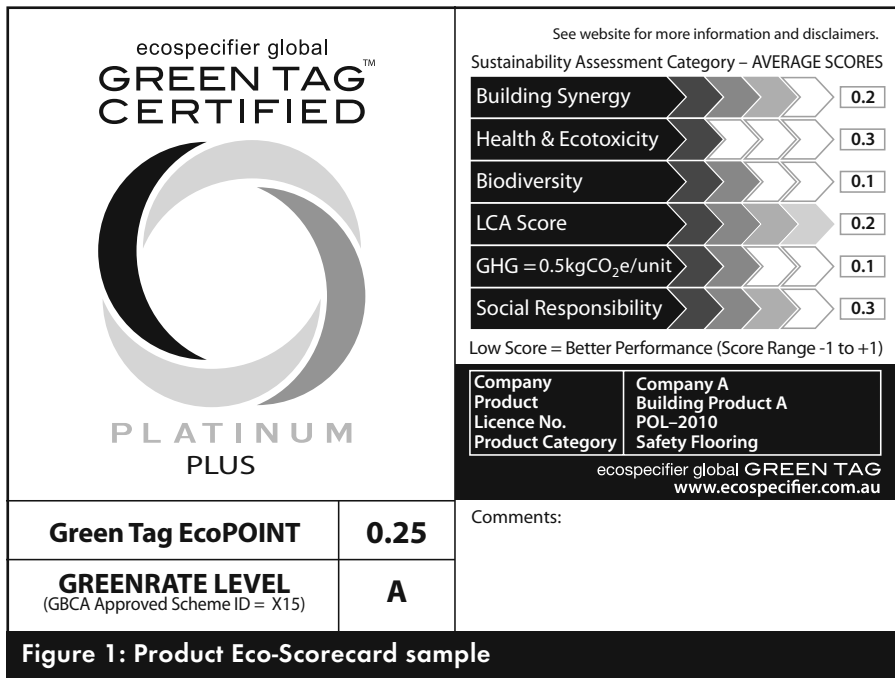 ecospecifier global
GREEN TAG™
CERTIFIED
PLATINUM
PLUS
Green Tag EcoPOINT 0.25
GREENRATE LEVEL A
(GBCA Approved Scheme ID = X15)
See website for more information and disclaimers.
Sustainability Assessment Category – AVERAGE SCORES
Building Synergy 0.2
Health & Ecotoxicity 0.3
Biodiversity 0.1
LCA Score 0.2
GHG = 0.5kgCO₂e/unit 0.1
Social Responsibility 0.3
Low Score = Better Performance (Score Range -1 to +1)
Company Company A
Product Building Product A
Licence No. POL–2010
Product Category Safety Flooring
ecospecifier global GREEN TAG
www.ecospecifier.com.au
Comments:
Figure 1: Product Eco-Scorecard sample